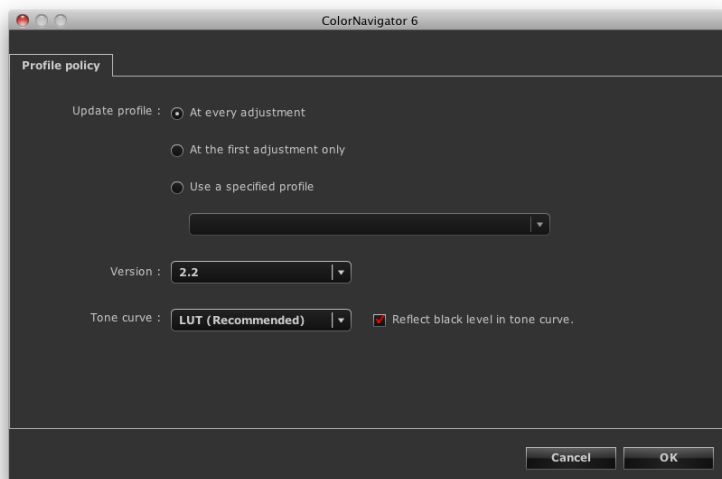 ColorNavigator 6
Profile policy
Update profile : At every adjustment
At the first adjustment only
Use a specified profile
Version : 2.2
Tone curve : LUT (Recommended) Reflect black level in tone curve.
Cancel OK